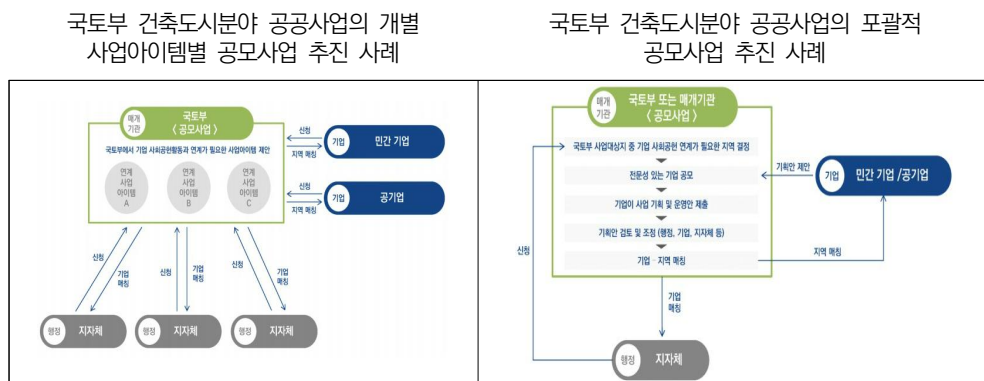 국토부 건축도시분야 공공사업의 개별
사업아이템별 공모사업 추진 사례
국토부 건축도시분야 공공사업의 포괄적
공모사업 추진 사례
매개
기관
국토부
< 공모사업 >
국토부에서 기업 사회공헌활동과 연계가 필요한 사업아이템 제안
연계
사업
아이템
A
연계
사업
아이템
B
연계
사업
아이템
C
신청
지역 매칭
기업
민간 기업
신청
지역 매칭
기업
공기업
신청
기업
매칭
신청
기업
매칭
신청
기업
매칭
행정
지자체
행정
지자체
행정
지자체
매개
기관
국토부 또는 매개기관
< 공모사업 >
국토부 사업대상지 중 기업 사회공헌 연계가 필요한 지역 결정
전문성 있는 기업 공모
기업이 사업 기획 및 운영안 제출
기획안 검토 및 조정 (행정, 기업, 지자체 등)
기업 - 지역 매칭
기획안 제안
기업
민간 기업 /공기업
지역 매칭
신청
기업
매칭
행정
지자체